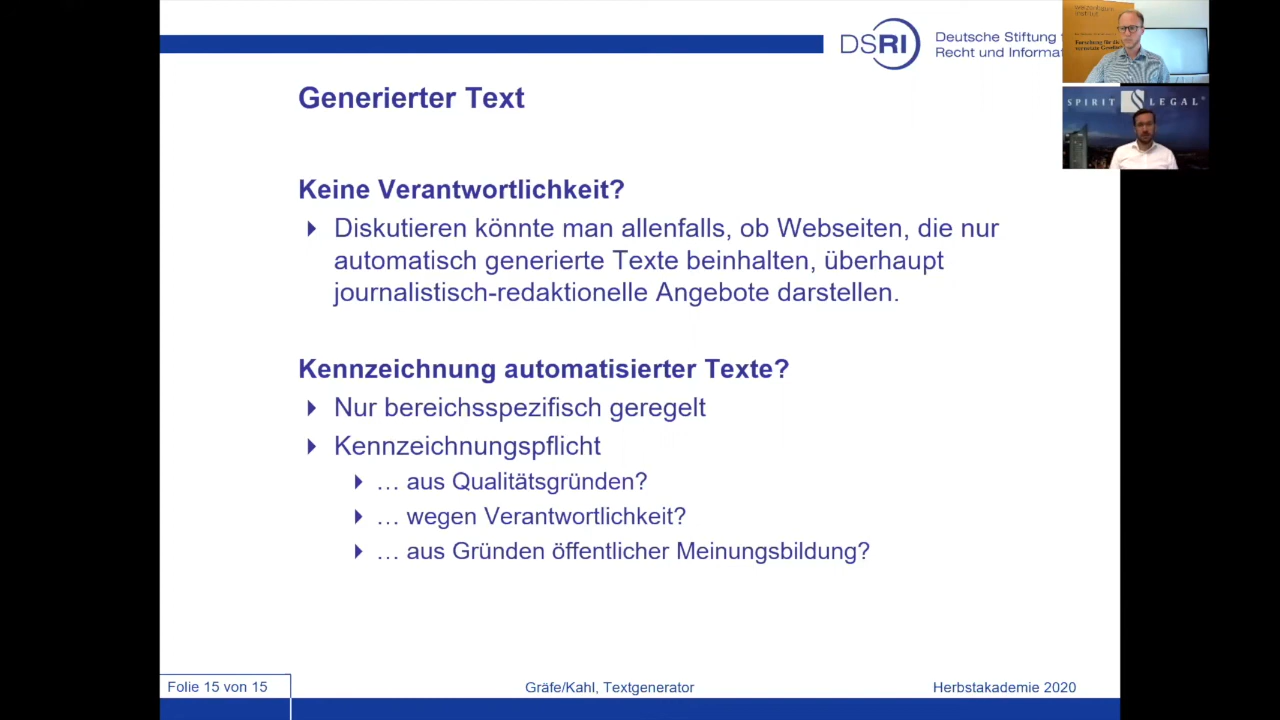 DSRI
Deutsche Stiftung
Recht und Informa
Generierter Text
Keine Verantwortlichkeit?
Diskutieren könnte man allenfalls, ob Webseiten, die nur
automatisch generierte Texte beinhalten, überhaupt
journalistisch-redaktionelle Angebote darstellen.
Kennzeichnung automatisierter Texte?
Nur bereichsspezifisch geregelt
Kennzeichnungspflicht
… aus Qualitätsgründen?
… wegen Verantwortlichkeit?
… aus Gründen öffentlicher Meinungsbildung?
SPIRIT LEGAL
Folie 15 von 15
Gräfe/Kahl, Textgenerator
Herbstakademie 2020